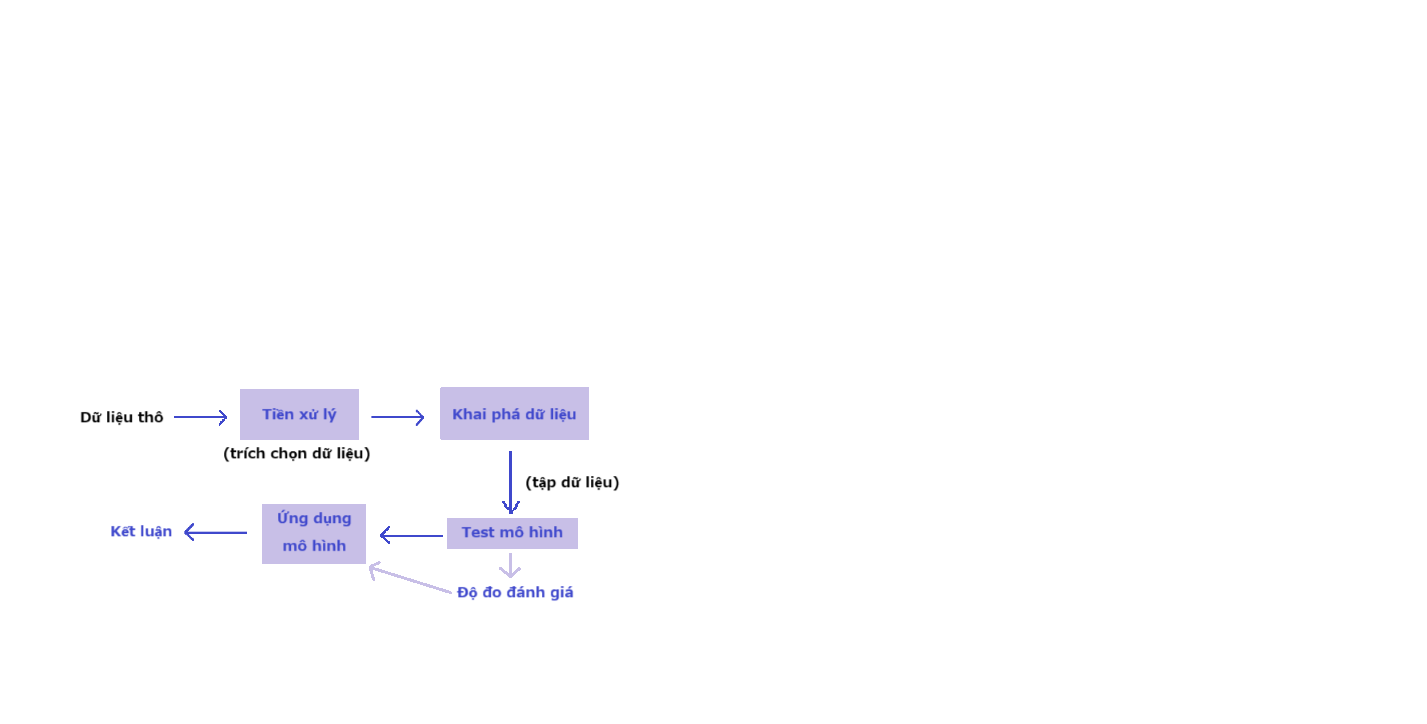 Dữ liệu thô
Tiền xử lý
Khai phá dữ liệu
(trích chọn dữ liệu)
(tập dữ liệu)
Kết luận
Ứng dụng
mô hình
Test mô hình
Độ đo đánh giá